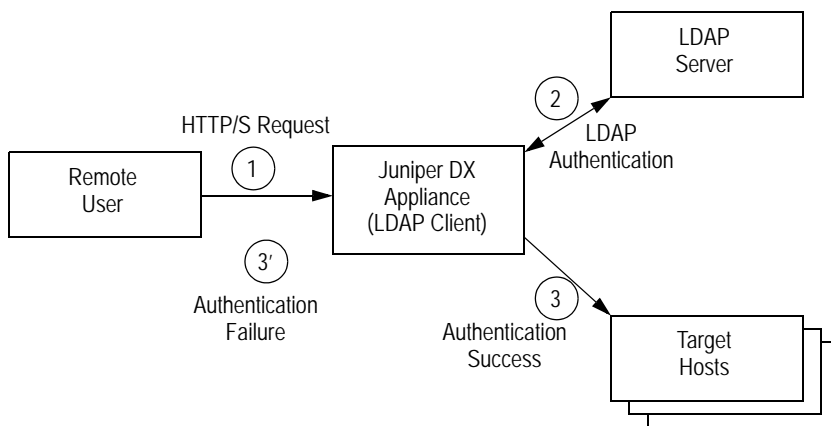 LDAP
Server
2
HTTP/S Request
LDAP
Authentication
1
Remote
User
Juniper DX
Appliance
(LDAP Client)
3'
Authentication
Failure
3
Authentication
Success
Target
Hosts